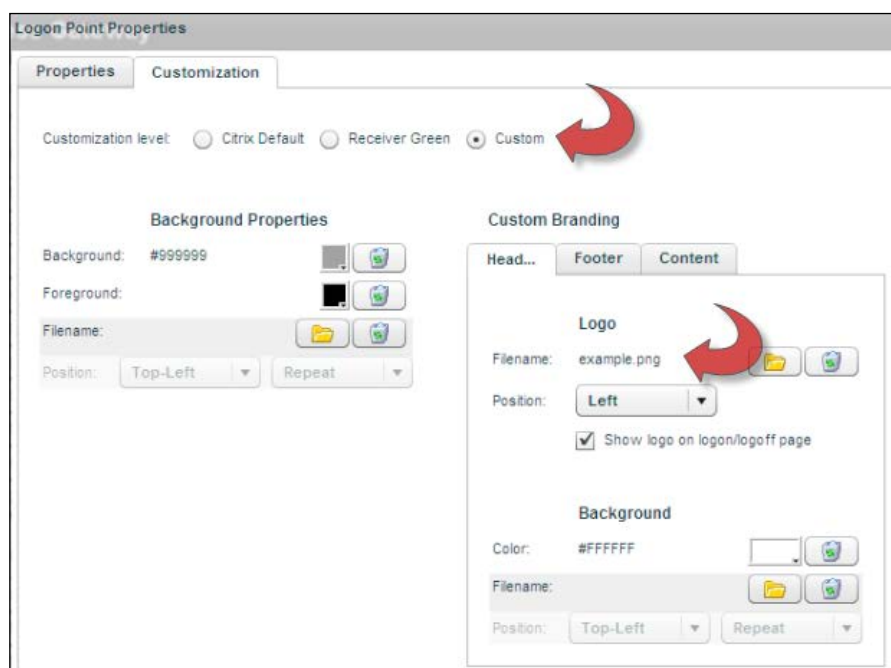 Logon Point Properties
Properties Customization
Customization level: Citrix Default Receiver Green Custom
Background Properties
Background: #999999
Foreground:
Filename:
Position: Top-Left Repeat
Custom Branding
Head... Footer Content
Logo
Filename: example.png
Position: Left
Show logo on logon/logoff page
Background
Color: #FFFFFF
Filename:
Position: Top-Left Repeat